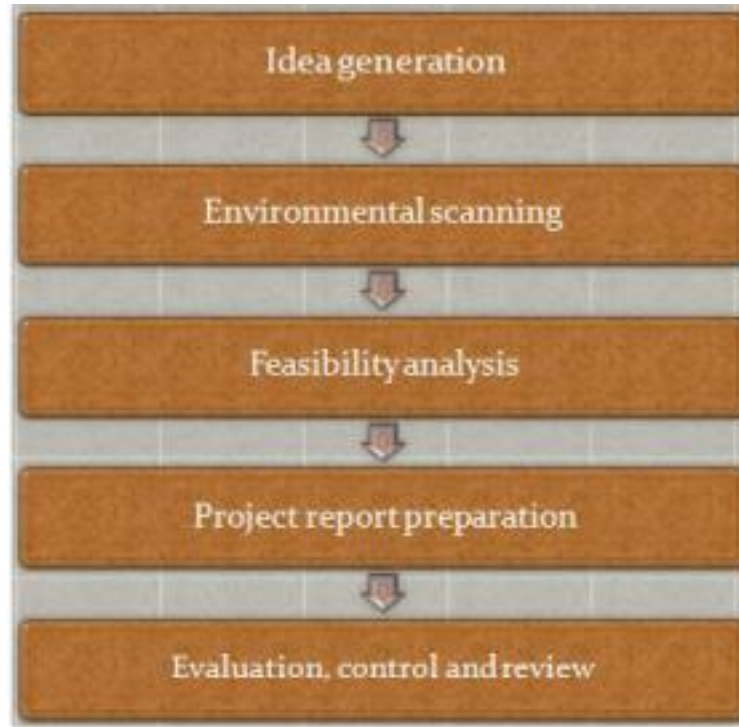 Idea generation
Environmental scanning
Feasibility analysis
Project report preparation
Evaluation, control and review